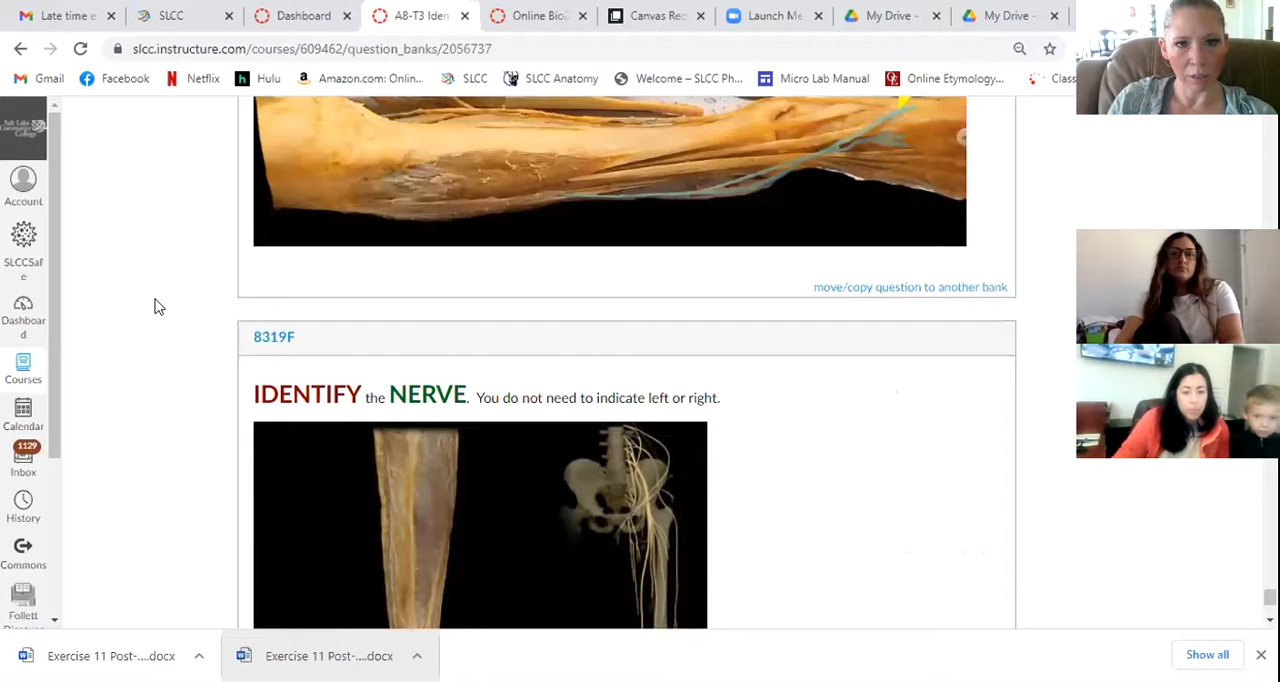 Late time e
SLCC
Dashboard
A8-T3 Iden
Canvas Rec
Launch Me
My Drive -
My Drive -
slcc.instructure.com/courses/609462/question_banks/2056737
Gmail
Facebook
Netflix
Hulu
Amazon.com: Onlin...
SLCC
SLCC Anatomy
Welcome – SLCC Ph...
Micro Lab Manual
Online Etymology...
Class
Salt Lake Community College
Account
SLCCSaf
e
Dashboar
d
Courses
Calendar
1129
Inbox
History
Commons
Follett
move/copy question to another bank
8319F
IDENTIFY the NERVE. You do not need to indicate left or right.
Exercise 11 Post-....docx
Exercise 11 Post-....docx
Show all